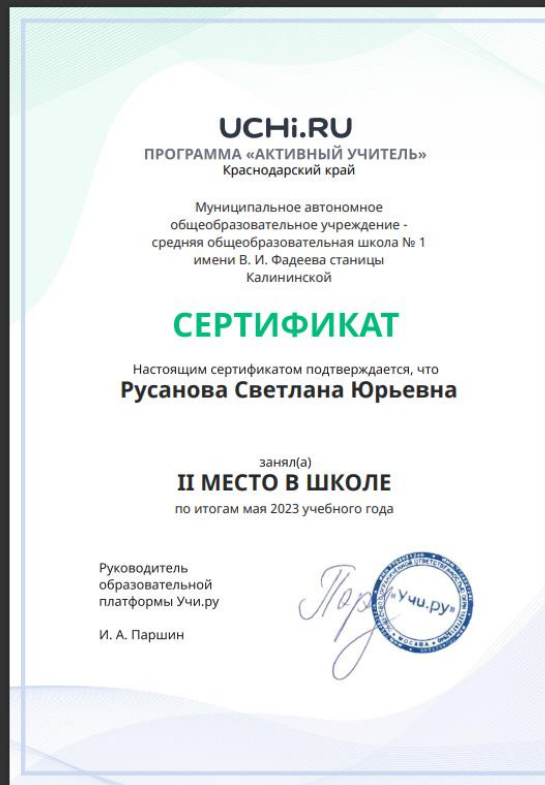 UCHi.RU
ПРОГРАММА «АКТИВНЫЙ УЧИТЕЛЬ»
Краснодарский край
Муниципальное автономное
общеобразовательное учреждение -
средняя общеобразовательная школа № 1
имени В. И. Фадеева станицы
Калининской
СЕРТИФИКАТ
Настоящим сертификатом подтверждается, что
Русанова Светлана Юрьевна
занял(а)
II МЕСТО В ШКОЛЕ
по итогам мая 2023 учебного года
Руководитель
образовательной
платформы Учи.ру
И. А. Паршин
«Учи.ру»
МОСКВА